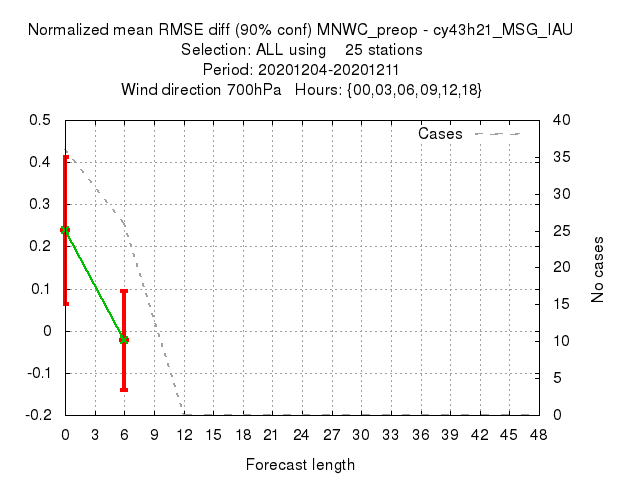 Normalized mean RMSE diff (90% conf) MNWC_preop - cy43h21_MSG_IAU
Selection: ALL using    25 stations
Period: 20201204-20201211
Wind direction 700hPa   Hours: {00,03,06,09,12,18}
Cases
0.5
0.4
0.3
0.2
0.1
0
-0.1
-0.2
40
35
30
25
20
15
10
5
0
No cases
0 3 6 9 12 15 18 21 24 27 30 33 36 39 42 45 48
Forecast length